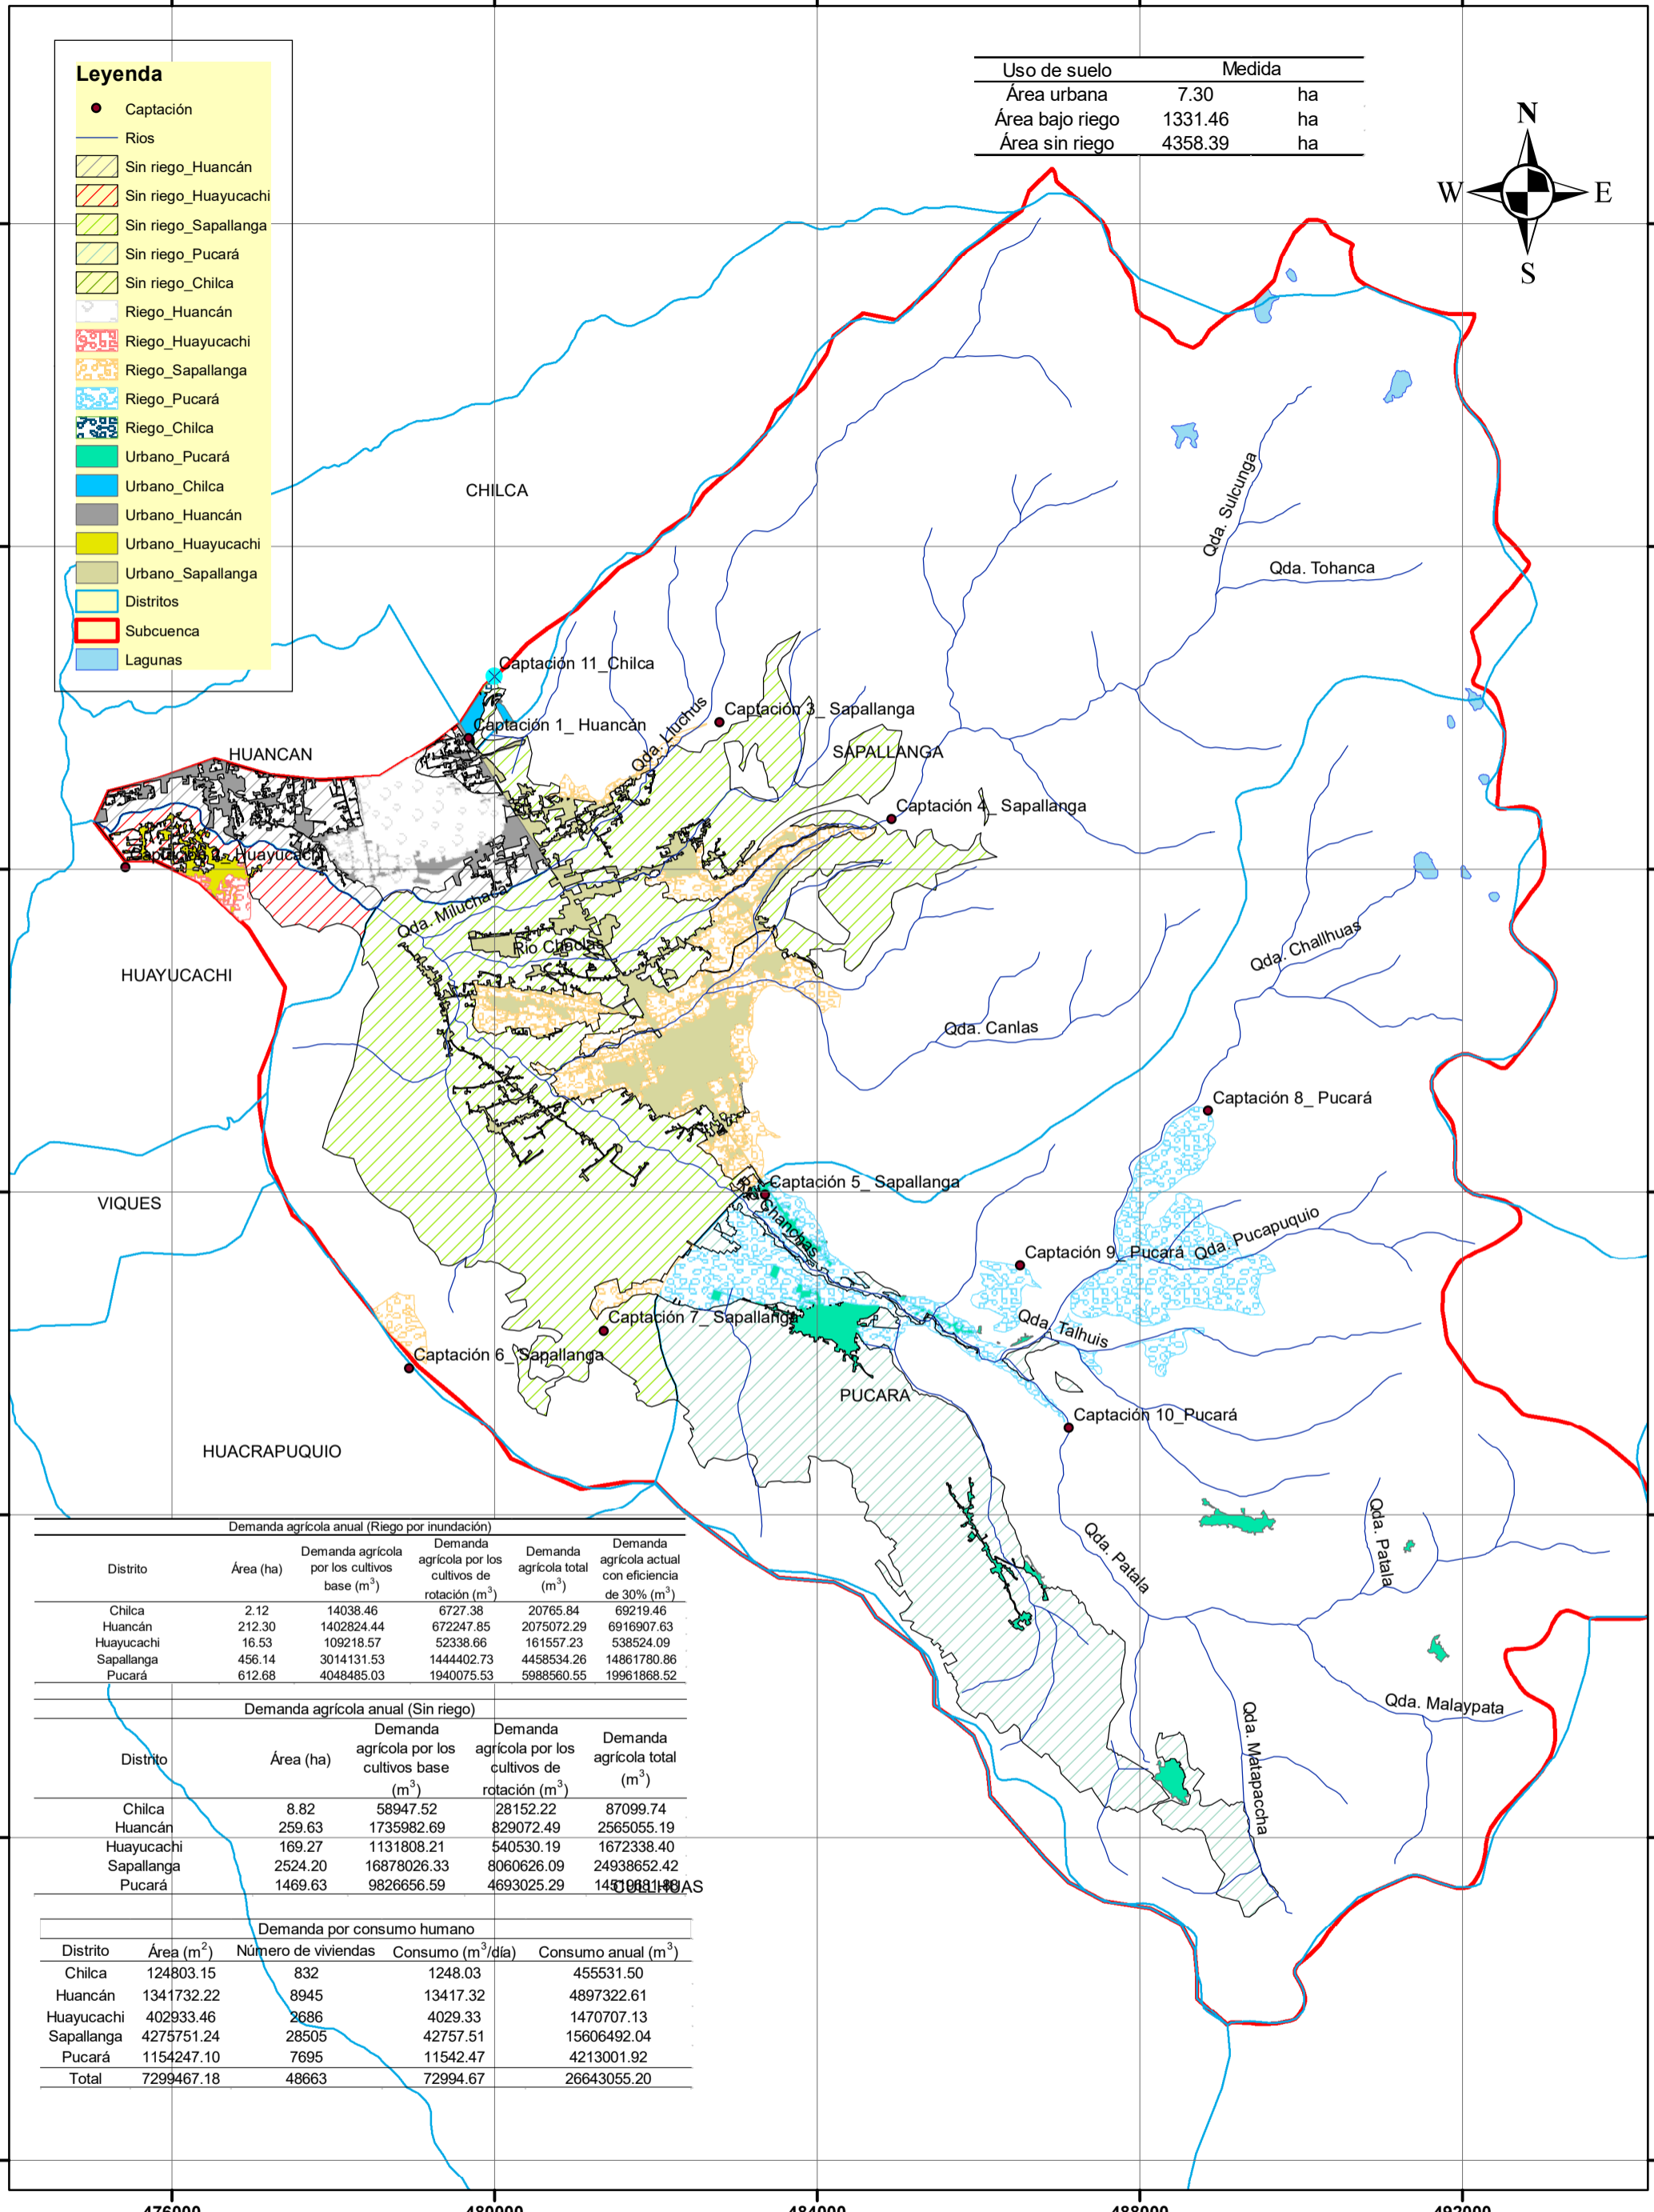 Leyenda
Captación
Rios
Sin riego_Huancán
Sin riego_Huayucachi
Sin riego_Sapallanga
Sin riego_Pucará
Sin riego_Chilca
Riego_Huancán
Riego_Huayucachi
Riego_Sapallanga
Riego_Pucará
Riego_Chilca
Urbano_Pucará
Urbano_Chilca
Urbano_Huancán
Urbano_Huayucachi
Urbano_Sapallanga
Distritos
Subcuenca
Lagunas
Uso de suelo Medida
Área urbana 7.30 ha
Área bajo riego 1331.46 ha
Área sin riego 4358.39 ha
N
W E
S
CHILCA
Qda. Sulcunga
Qda. Tohanca
Captación 11_Chilca
Captación 1_ Huancán
Qda. Lluchus
Captación 3_ Sapallanga
HUANCAN
SAPALLANGA
Captación 4_ Sapallanga
Huayucachi
Qda. Miluchaca
Rio Chaclas
Qda. Challhuas
HUAYUCACHI
Qda. Canlas
Captación 8_ Pucará
Captación 5_ Sapallanga
VIQUES
Chanchas
Captación 9_ Pucará
Qda. Pucapuquio
Captación 7_ Sapallanga
Qda. Talhuis
Captación 6_ Sapallanga
PUCARA
Captación 10_Pucará
HUACRAPUQUIO
Qda. Patala
Qda. Patala
Qda. Malaypata
Qda. Matapaccha
Demanda agrícola anual (Riego por inundación)
Distrito Área (ha) Demanda agrícola por los cultivos base (m³) Demanda agrícola por los cultivos de rotación (m³) Demanda agrícola total (m³) Demanda agrícola actual con eficiencia de 30% (m³)
Chilca 2.12 14038.46 6727.38 20765.84 69219.46
Huancán 212.30 1402824.44 672247.85 2075072.29 6916907.63
Huayucachi 16.53 109218.57 52338.66 161557.23 538524.09
Sapallanga 456.14 3014131.53 1444402.73 4458534.26 14861780.86
Pucará 612.68 4048485.03 1940075.53 5988560.55 19961868.52
Demanda agrícola anual (Sin riego)
Distrito Área (ha) Demanda agrícola por los cultivos base (m³) Demanda agrícola por los cultivos de rotación (m³) Demanda agrícola total (m³)
Chilca 8.82 58947.52 28152.22 87099.74
Huancán 259.63 1735982.69 829072.49 2565055.19
Huayucachi 169.27 1131808.21 540530.19 1672338.40
Sapallanga 2524.20 16878026.33 8060626.09 24938652.42
Pucará 1469.63 9826656.59 4693025.29
CULLHUAS
Demanda por consumo humano
Distrito Área (m²) Número de viviendas Consumo (m³/día) Consumo anual (m³)
Chilca 124803.15 832 1248.03 455531.50
Huancán 1341732.22 8945 13417.32 4897322.61
Huayucachi 402933.46 2686 4029.33 1470707.13
Sapallanga 4275751.24 28505 42757.51 15606492.04
Pucará 1154247.10 7695 11542.47 4213001.92
Total 7299467.18 48663 72994.67 26643055.20
476000 480000 484000 488000 492000